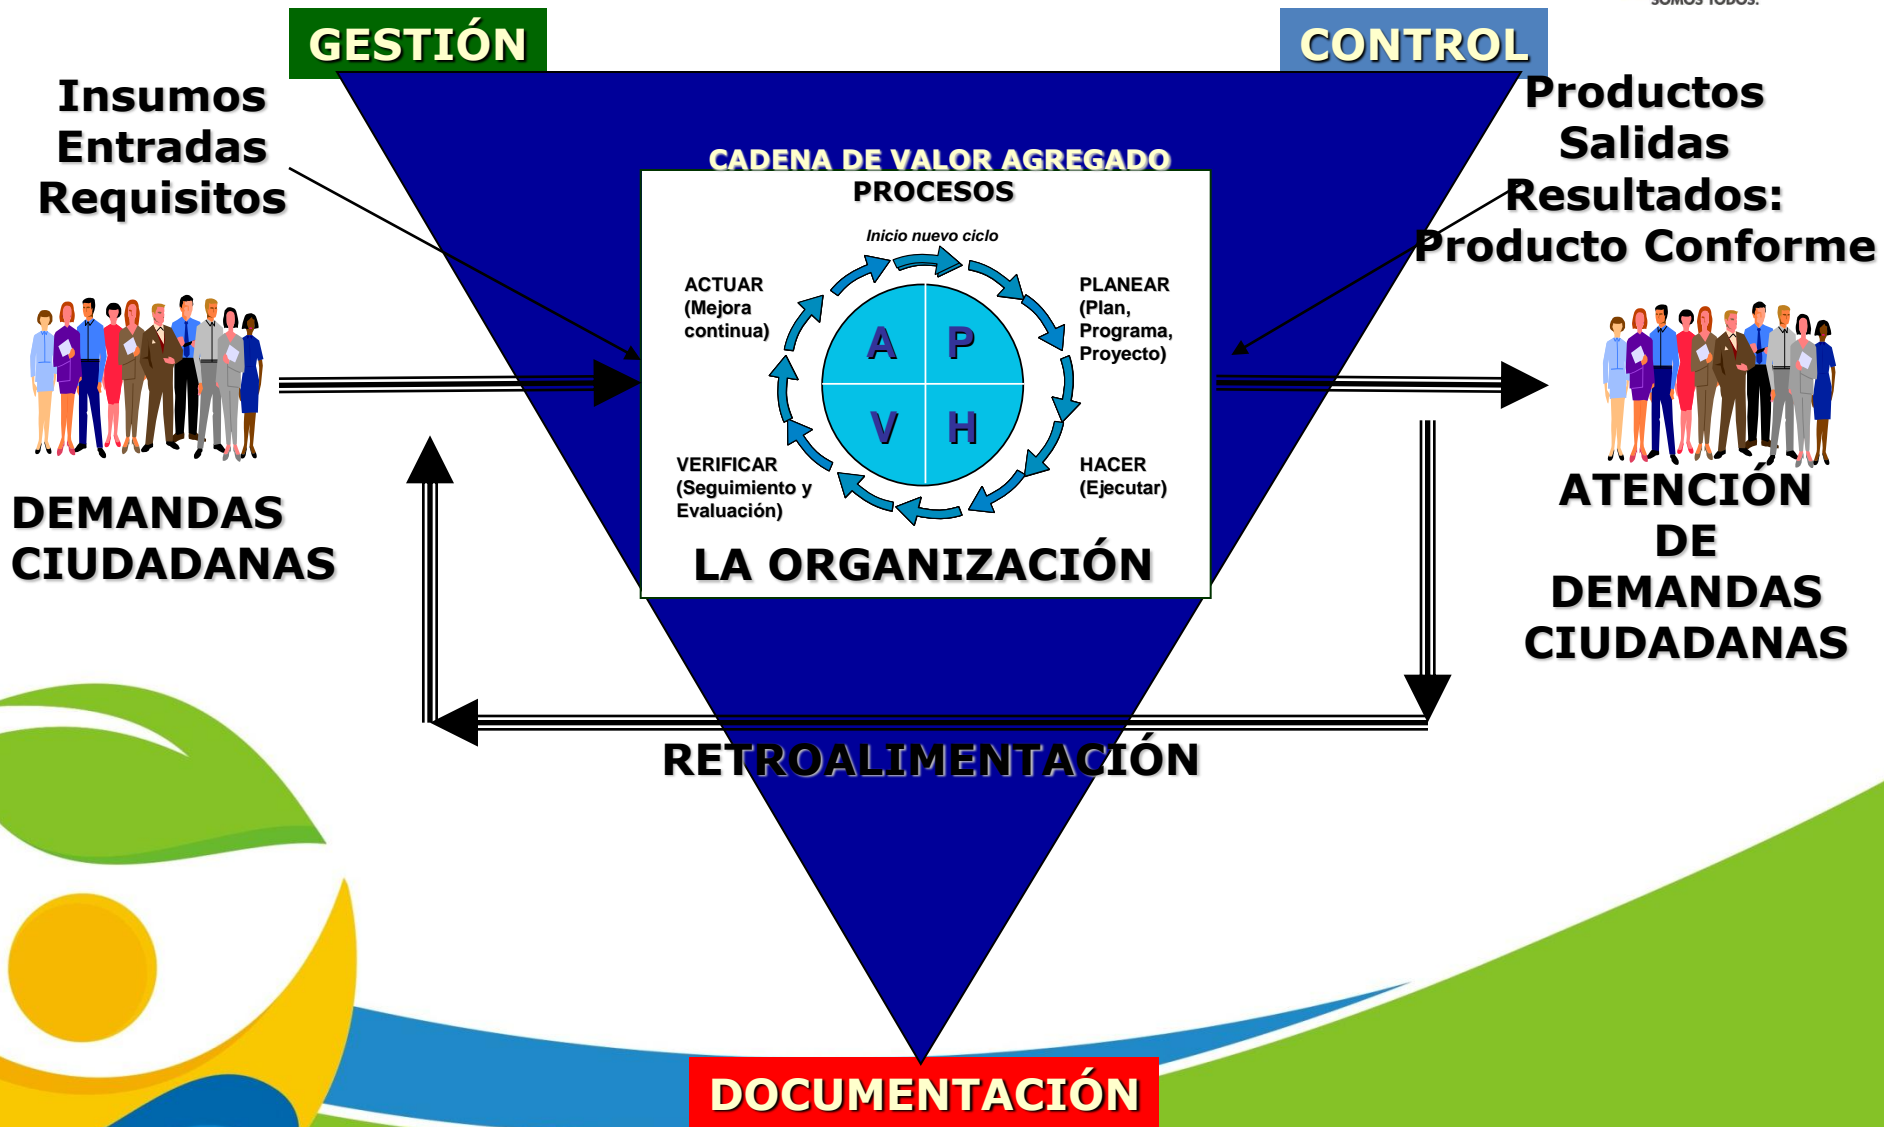 SOMOS TODOS.
GESTIÓN
CONTROL
Insumos
Entradas
Requisitos
Productos
Salidas
Resultados:
Producto Conforme
CADENA DE VALOR AGREGADO
PROCESOS
Inicio nuevo ciclo
ACTUAR
(Mejora
continua)
PLANEAR
(Plan,
Programa,
Proyecto)
A
P
V
H
VERIFICAR
(Seguimiento y
Evaluación)
HACER
(Ejecutar)
LA ORGANIZACIÓN
DEMANDAS
CIUDADANAS
ATENCIÓN
DE
DEMANDAS
CIUDADANAS
RETROALIMENTACIÓN
DOCUMENTACIÓN